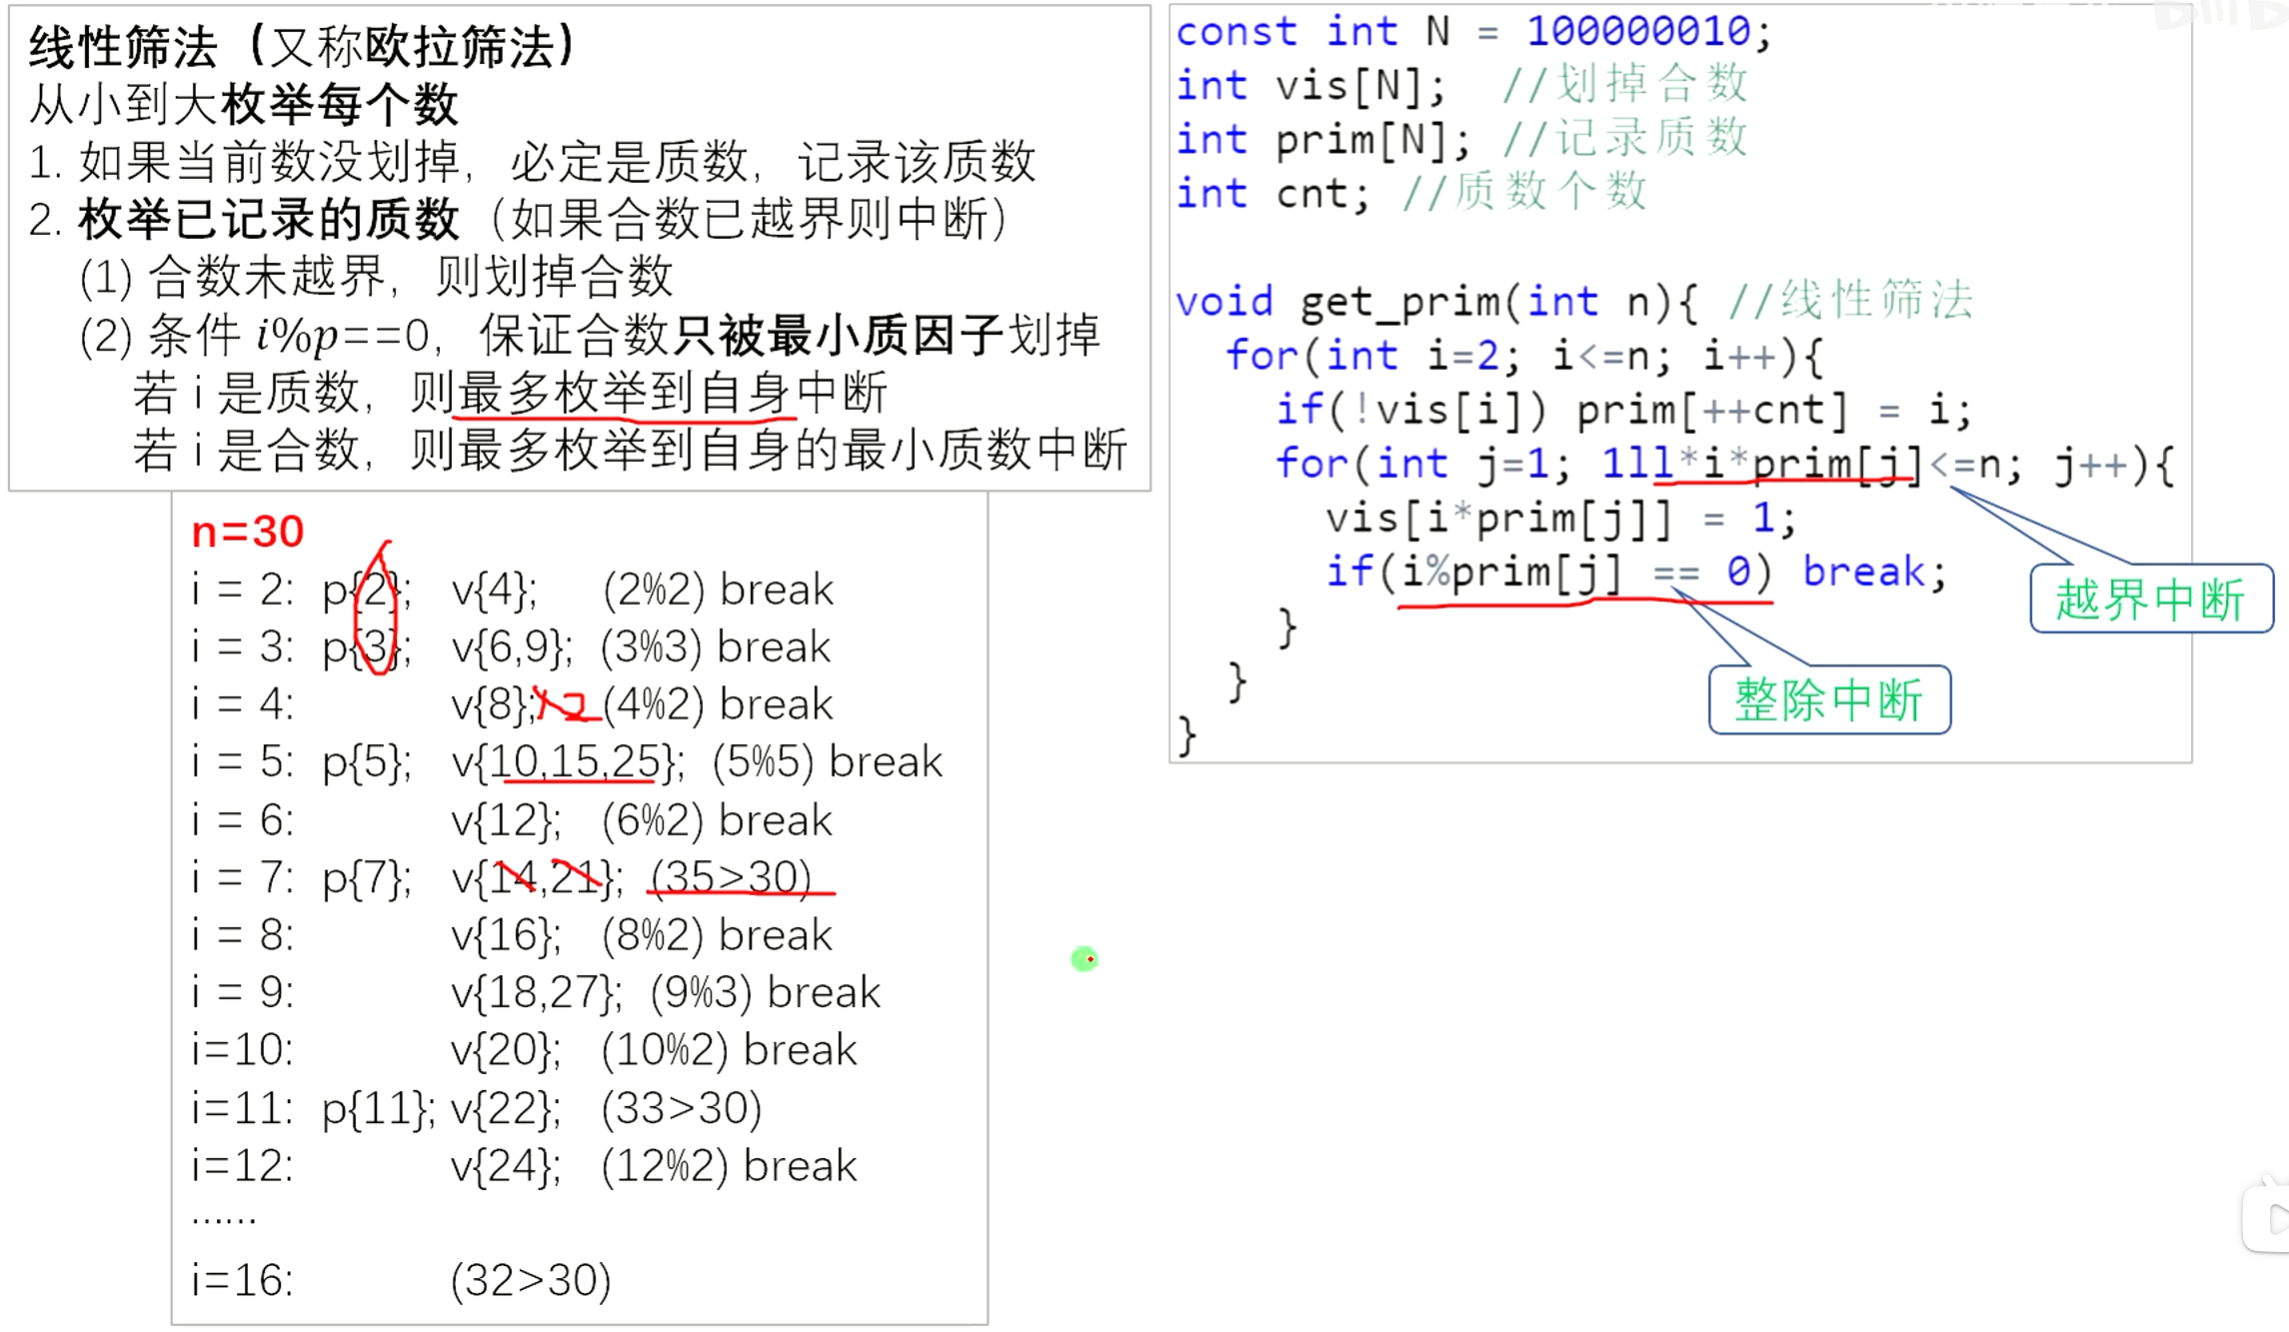 线性筛法（又称欧拉筛法）
从小到大枚举每个数
1. 如果当前数没划掉，必定是质数，记录该质数
2. 枚举已记录的质数（如果合数已越界则中断）
(1) 合数未越界，则划掉合数
(2) 条件 i%p==0，保证合数只被最小质因子划掉
若 i 是质数，则最多枚举到自身中断
若 i 是合数，则最多枚举到自身的最小质数中断
n=30
i = 2: p{2}; v{4}; (2%2) break
i = 3: p{3}; v{6,9}; (3%3) break
i = 4: v{8}; 12 (4%2) break
i = 5: p{5}; v{10,15,25}; (5%5) break
i = 6: v{12}; (6%2) break
i = 7: p{7}; v{14,21}; (35>30)
i = 8: v{16}; (8%2) break
i = 9: v{18,27}; (9%3) break
i=10: v{20}; (10%2) break
i=11: p{11}; v{22}; (33>30)
i=12: v{24}; (12%2) break
......
i=16: (32>30)
const int N = 100000010;
int vis[N]; //划掉合数
int prim[N]; //记录质数
int cnt; //质数个数
void get_prim(int n){ //线性筛法
for(int i=2; i<=n; i++){
if(!vis[i]) prim[++cnt] = i;
for(int j=1; 1ll*i*prim[j]<=n; j++){
vis[i*prim[j]] = 1;
if(i%prim[j] == 0) break;
}
}
}
越界中断
整除中断